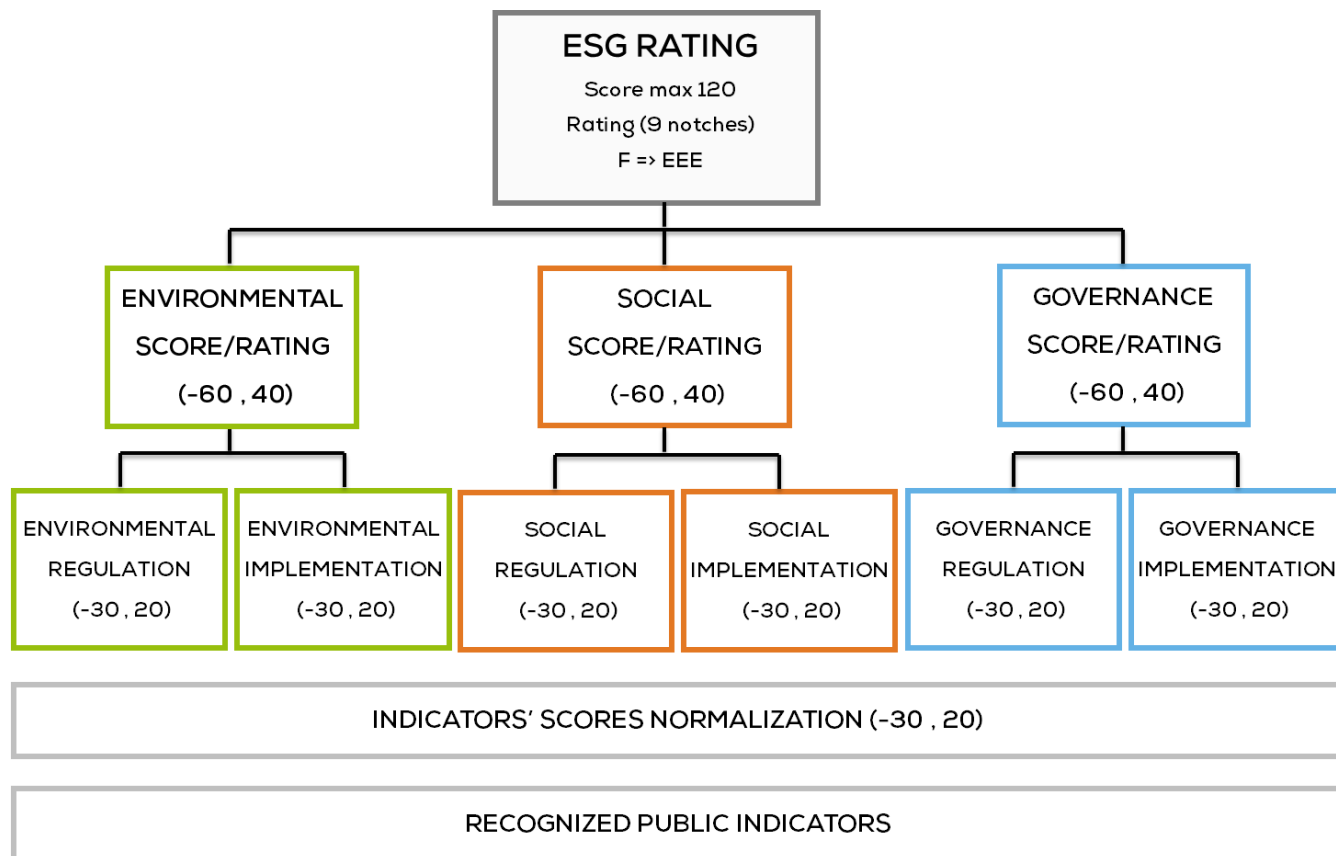 ESG RATING
Score max 120
Rating (9 notches)
F => EEE
ENVIRONMENTAL
SCORE/RATING
(-60 , 40)
SOCIAL
SCORE/RATING
(-60 , 40)
GOVERNANCE
SCORE/RATING
(-60 , 40)
ENVIRONMENTAL
REGULATION
(-30 , 20)
ENVIRONMENTAL
IMPLEMENTATION
(-30 , 20)
SOCIAL
REGULATION
(-30 , 20)
SOCIAL
IMPLEMENTATION
(-30 , 20)
GOVERNANCE
REGULATION
(-30 , 20)
GOVERNANCE
IMPLEMENTATION
(-30 , 20)
INDICATORS' SCORES NORMALIZATION (-30 , 20)
RECOGNIZED PUBLIC INDICATORS